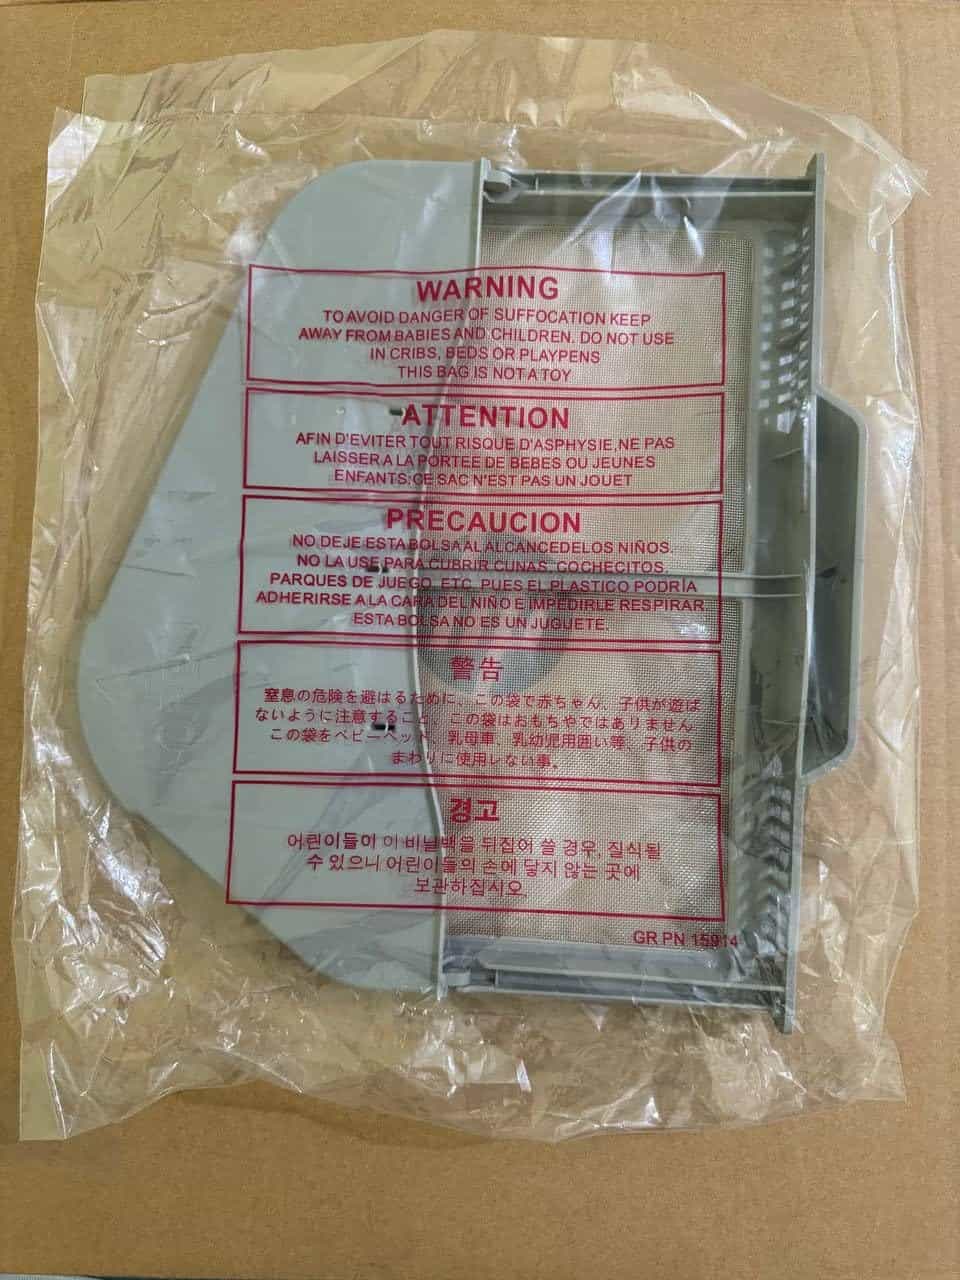 WARNING
TO AVOID DANGER OF SUFFOCATION KEEP
AWAY FROM BABIES AND CHILDREN. DO NOT USE
IN CRIBS, BEDS OR PLAYPENS
THIS BAG IS NOT A TOY
ATTENTION
AFIN D'EVITER TOUT RISQUE D'ASPHYSIE, NE PAS
LAISSER A LA PORTEE DE BEBES OU JEUNES
ENFANTS, CE SAC N'EST PAS UN JOUET
PRECAUCION
NO DEJE ESTA BOLSA AL ALCANCE DE LOS NIÑOS.
NO LA USE PARA CUBRIR CUNAS, COCHECITOS,
PARQUES DE JUEGO, ETC, PUES EL PLASTICO PODRÍA
ADHERIRSE A LA CARA DEL NIÑO E IMPEDIRLE RESPIRAR
ESTA BOLSA NO ES UN JUGUETE.
警告
窒息の危険を避けるために、この袋で赤ちゃん、子供が遊ば
ないように注意すること、この袋はおもちやではありません
この袋をベビーベット、乳母車、乳幼児用囲い等、子供の
まわりに使用しない事。
경고
어린이들이 이 비닐백을 뒤집어 쓸 경우, 질식될
수 있으니 어린이들의 손에 닿지 않는 곳에
보관하십시오.
GR PN 15914